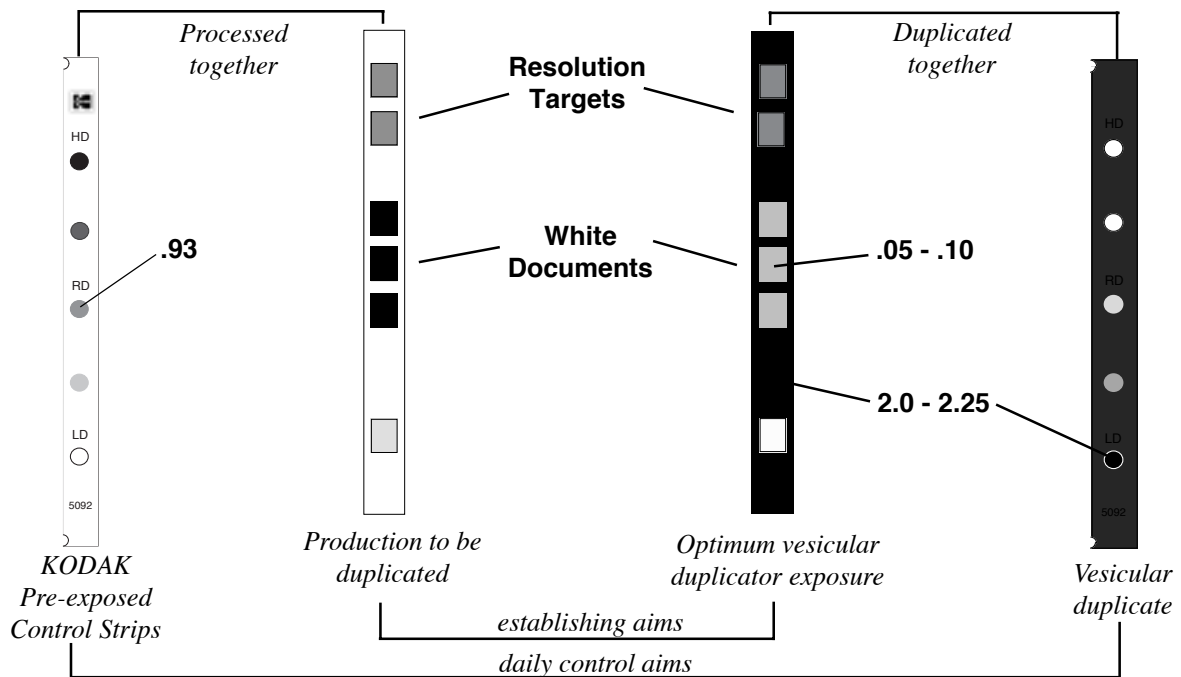 Processed
together
Duplicated
together
Resolution
Targets
HD
HD
.93
White
Documents
.05 - .10
RD
RD
2.0 - 2.25
LD
LD
5092
5092
KODAK
Pre-exposed
Control Strips
Production to be
duplicated
Optimum vesicular
duplicator exposure
Vesicular
duplicate
establishing aims
daily control aims